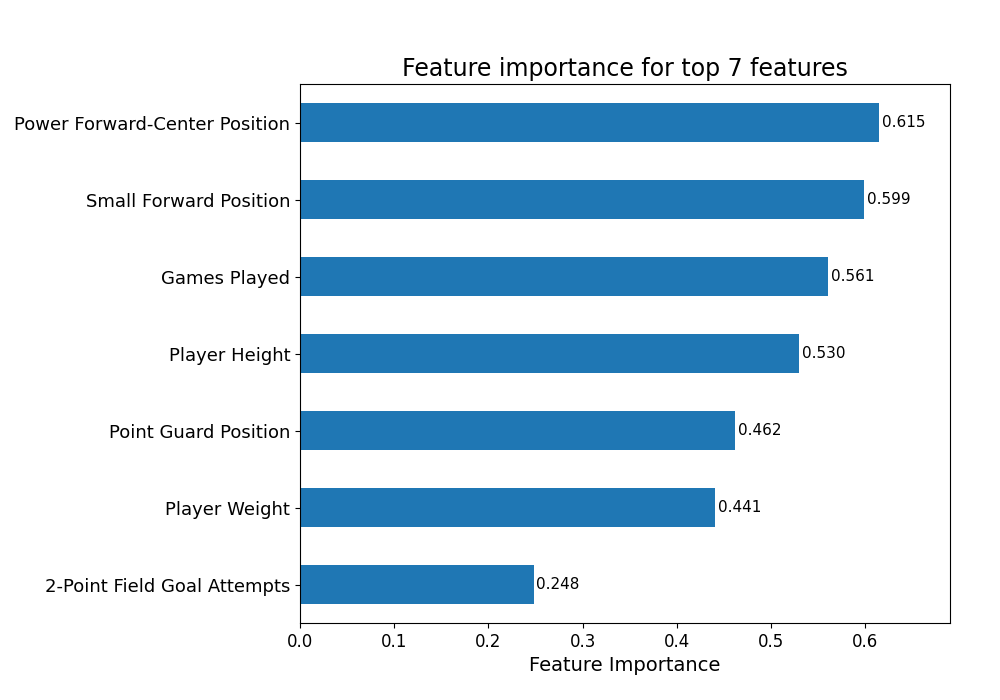 Feature importance for top 7 features
Power Forward-Center Position 0.615
Small Forward Position 0.599
Games Played 0.561
Player Height 0.530
Point Guard Position 0.462
Player Weight 0.441
2-Point Field Goal Attempts 0.248
0.0 0.1 0.2 0.3 0.4 0.5 0.6
Feature Importance